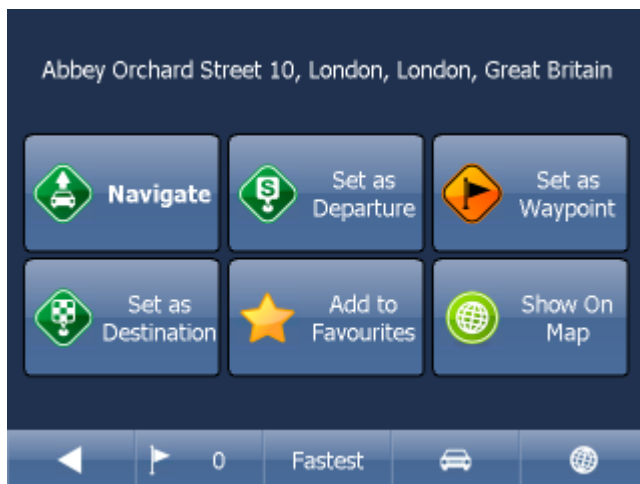 Abbey Orchard Street 10, London, London, Great Britain
Navigate
Set as
Departure
Set as
Waypoint
Set as
Destination
Add to
Favourites
Show On
Map
0
Fastest